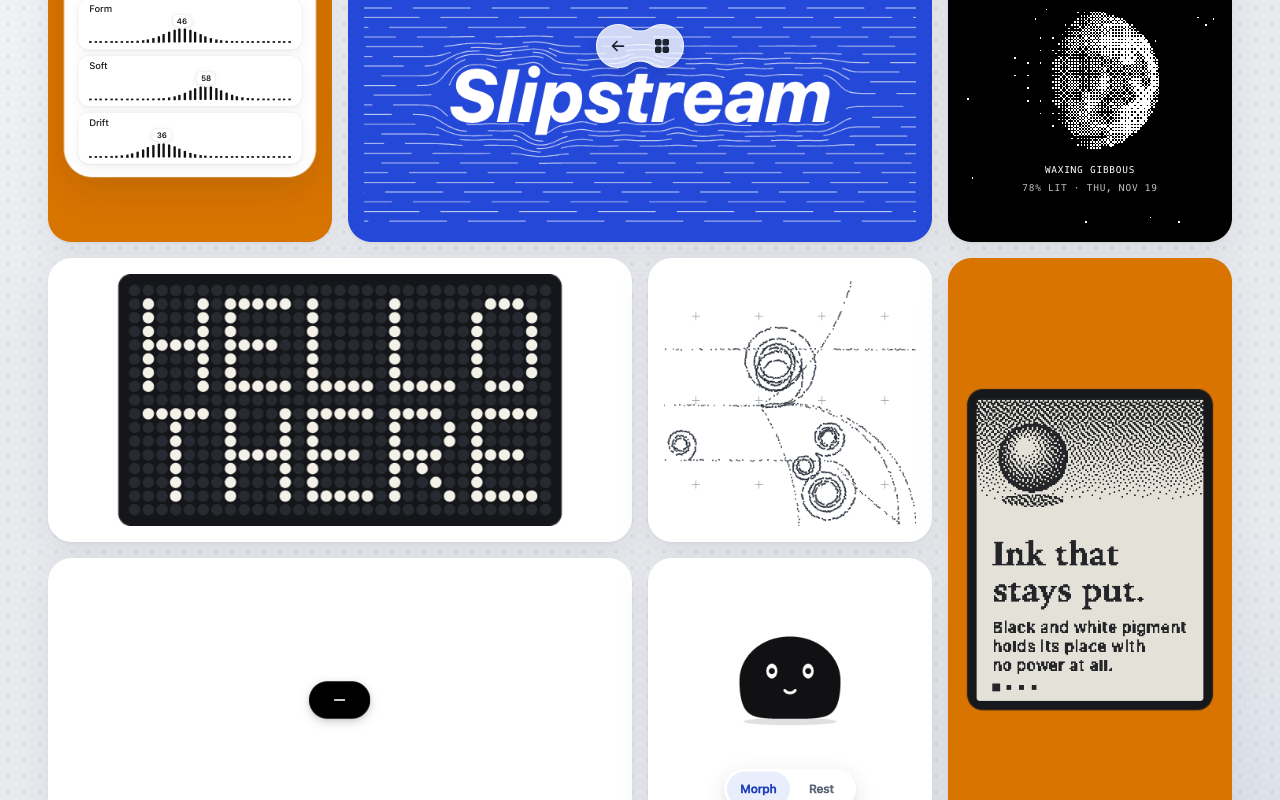 Form
46
Soft
58
Drift
36
Slipstream
WAXING GIBBOUS
78% LIT · THU, NOV 19
HELLO
THERE
Ink that
stays put.
Black and white pigment
holds its place with
no power at all.
Morph
Rest